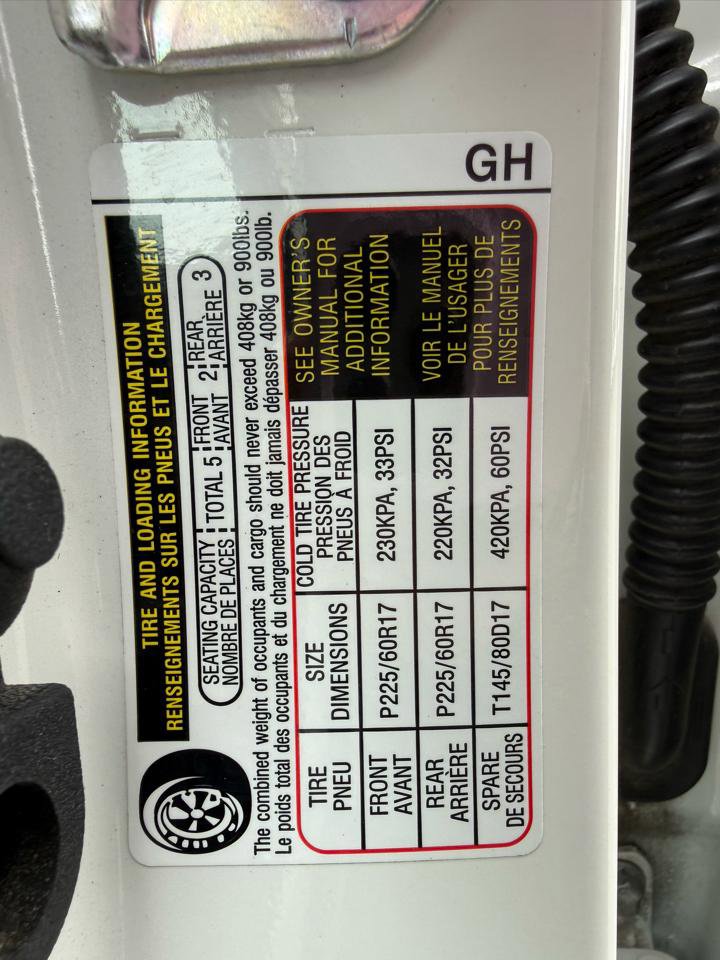 GH
TIRE AND LOADING INFORMATION
RENSEIGNEMENTS SUR LES PNEUS ET LE CHARGEMENT
SEATING CAPACITY TOTAL 5 FRONT 2 REAR 3
NOMBRE DE PLACES AVANT ARRIÈRE
The combined weight of occupants and cargo should never exceed 408kg or 900lbs.
Le poids total des occupants et du chargement ne doit jamais dépasser 408kg ou 900lb.
TIRE SIZE COLD TIRE PRESSURE
PNEU DIMENSIONS PRESSION DES
PNEUS À FROID
FRONT P225/60R17 230KPA, 33PSI
AVANT
REAR P225/60R17 220KPA, 32PSI
ARRIÈRE
SPARE T145/80D17 420KPA, 60PSI
DE SECOURS
SEE OWNER'S
MANUAL FOR
ADDITIONAL
INFORMATION
VOIR LE MANUEL
DE L'USAGER
POUR PLUS DE
RENSEIGNEMENTS